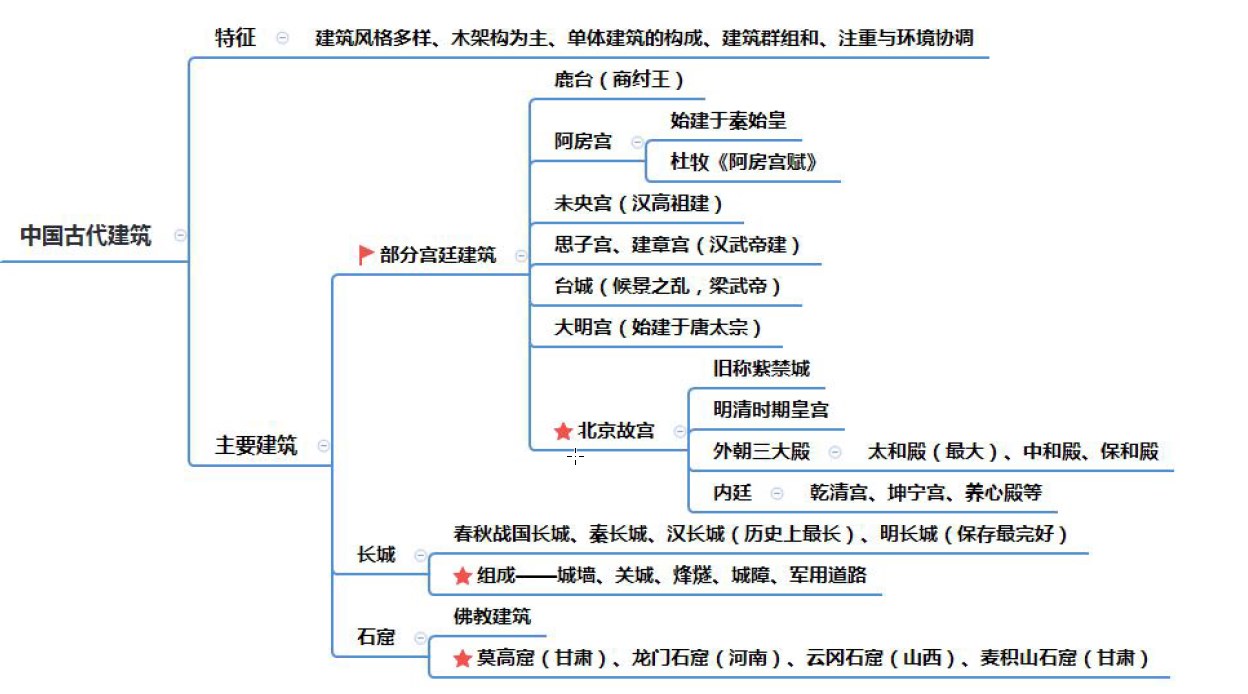 特征
建筑风格多样、木架构为主、单体建筑的构成、建筑群组和、注重与环境协调
鹿台（商纣王）
始建于秦始皇
阿房宫
杜牧《阿房宫赋》
未央宫（汉高祖建）
中国古代建筑
思子宫、建章宫（汉武帝建）
部分宫廷建筑
台城（候景之乱，梁武帝）
大明宫（始建于唐太宗）
旧称紫禁城
明清时期皇宫
北京故宫
主要建筑
外朝三大殿
太和殿（最大）、中和殿、保和殿
内廷
乾清宫、坤宁宫、养心殿等
春秋战国长城、秦长城、汉长城（历史上最长）、明长城（保存最完好）
长城
组成——城墙、关城、烽燧、城障、军用道路
佛教建筑
石窟
莫高窟（甘肃）、龙门石窟（河南）、云冈石窟（山西）、麦积山石窟（甘肃）